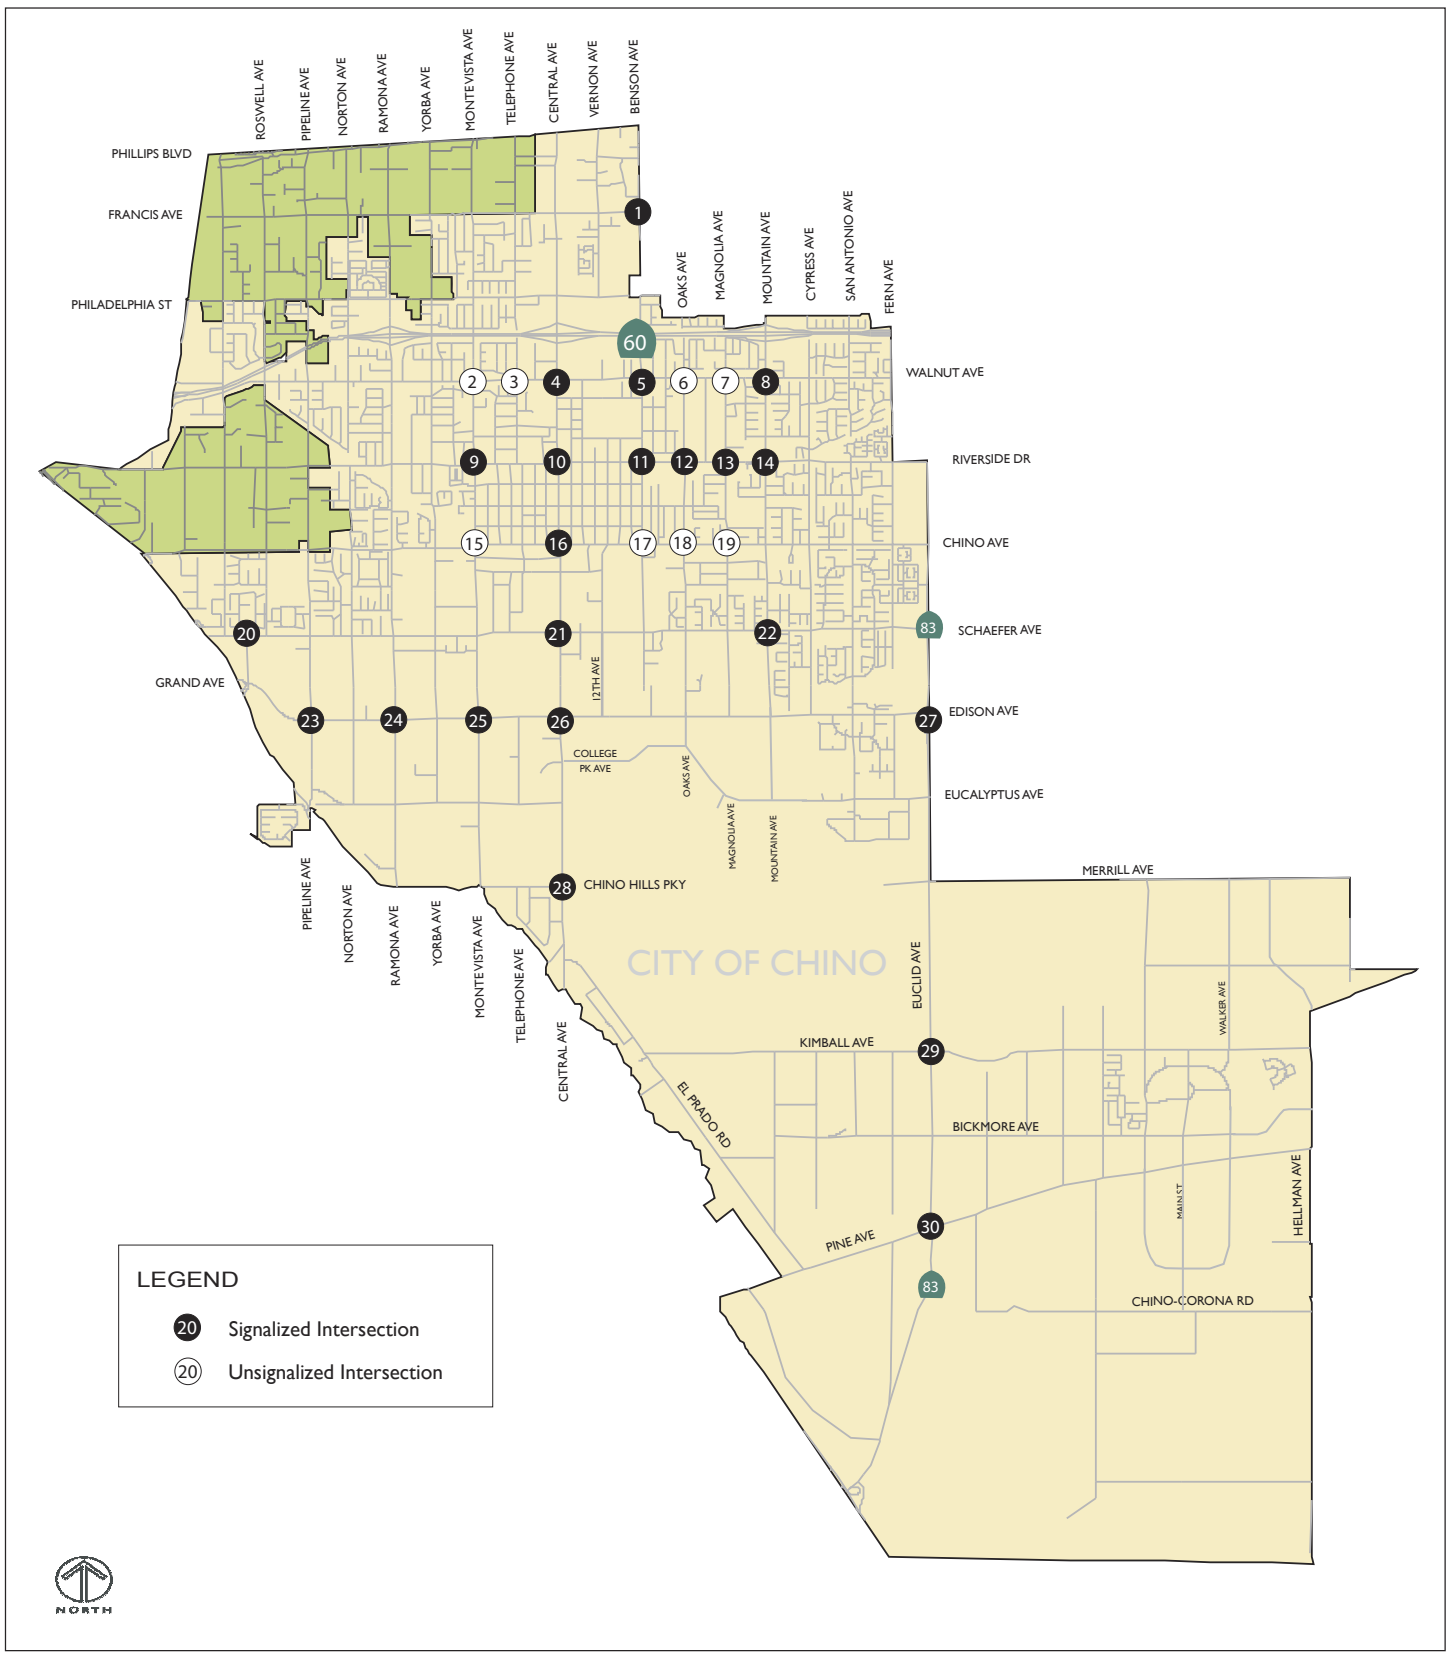 ROSWELL AVE
PIPELINE AVE
NORTON AVE
RAMONA AVE
YORBA AVE
MONTEVISTA AVE
TELEPHONE AVE
CENTRAL AVE
VERNON AVE
BENSON AVE
PHILLIPS BLVD
FRANCIS AVE
1
OAKS AVE
MAGNOLIA AVE
MOUNTAIN AVE
CYPRESS AVE
SAN ANTONIO AVE
FERN AVE
PHILADELPHIA ST
60
WALNUT AVE
2
3
4
5
6
7
8
RIVERSIDE DR
9
10
11
12
13
14
CHINO AVE
15
16
17
18
19
83
SCHAEFER AVE
20
21
22
12TH AVE
GRAND AVE
EDISON AVE
23
24
25
26
27
COLLEGE
PK AVE
OAKS AVE
EUCALYPTUS AVE
MAGNOLIA AVE
MOUNTAIN AVE
MERRILL AVE
28
CHINO HILLS PKY
PIPELINE AVE
NORTON AVE
RAMONA AVE
YORBA AVE
MONTEVISTA AVE
TELEPHONE AVE
CENTRAL AVE
CITY OF CHINO
EUCLID AVE
WALKER AVE
KIMBALL AVE
29
EL PRADO RD
BICKMORE AVE
MAIN ST
HELLMAN AVE
PINE AVE
30
83
CHINO-CORONA RD
LEGEND
20 Signalized Intersection
20 Unsignalized Intersection
NORTH